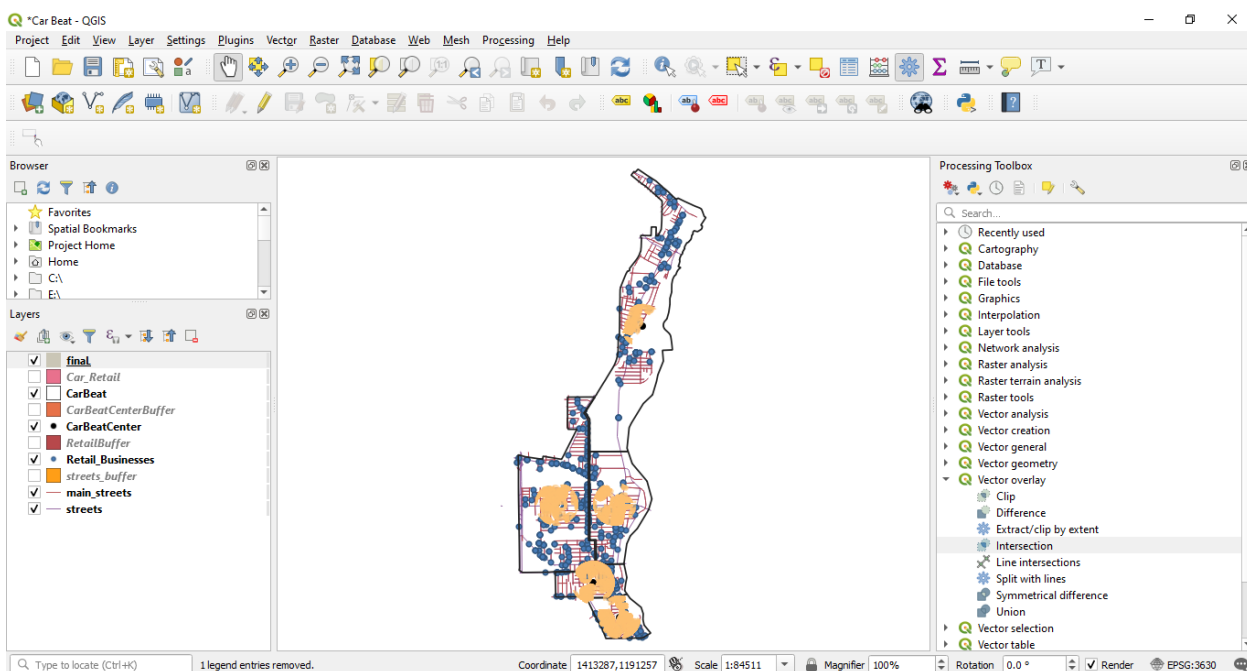 *Car Beat - QGIS
Project Edit View Layer Settings Plugins Vector Raster Database Web Mesh Processing Help
Browser
Favorites
Spatial Bookmarks
Project Home
Home
C:\
E:\
Layers
final
Car_Retail
CarBeat
CarBeatCenterBuffer
CarBeatCenter
RetailBuffer
Retail_Businesses
streets_buffer
main_streets
streets
Processing Toolbox
Search...
Recently used
Cartography
Database
File tools
Graphics
Interpolation
Layer tools
Network analysis
Raster analysis
Raster terrain analysis
Raster tools
Vector analysis
Vector creation
Vector general
Vector geometry
Vector overlay
Clip
Difference
Extract/clip by extent
Intersection
Line intersections
Split with lines
Symmetrical difference
Union
Vector selection
Vector table
Type to locate (Ctrl+K) 1 legend entries removed. Coordinate 1413287,1191257 Scale 1:84511 Magnifier 100% Rotation 0.0 ° Render EPSG:3630